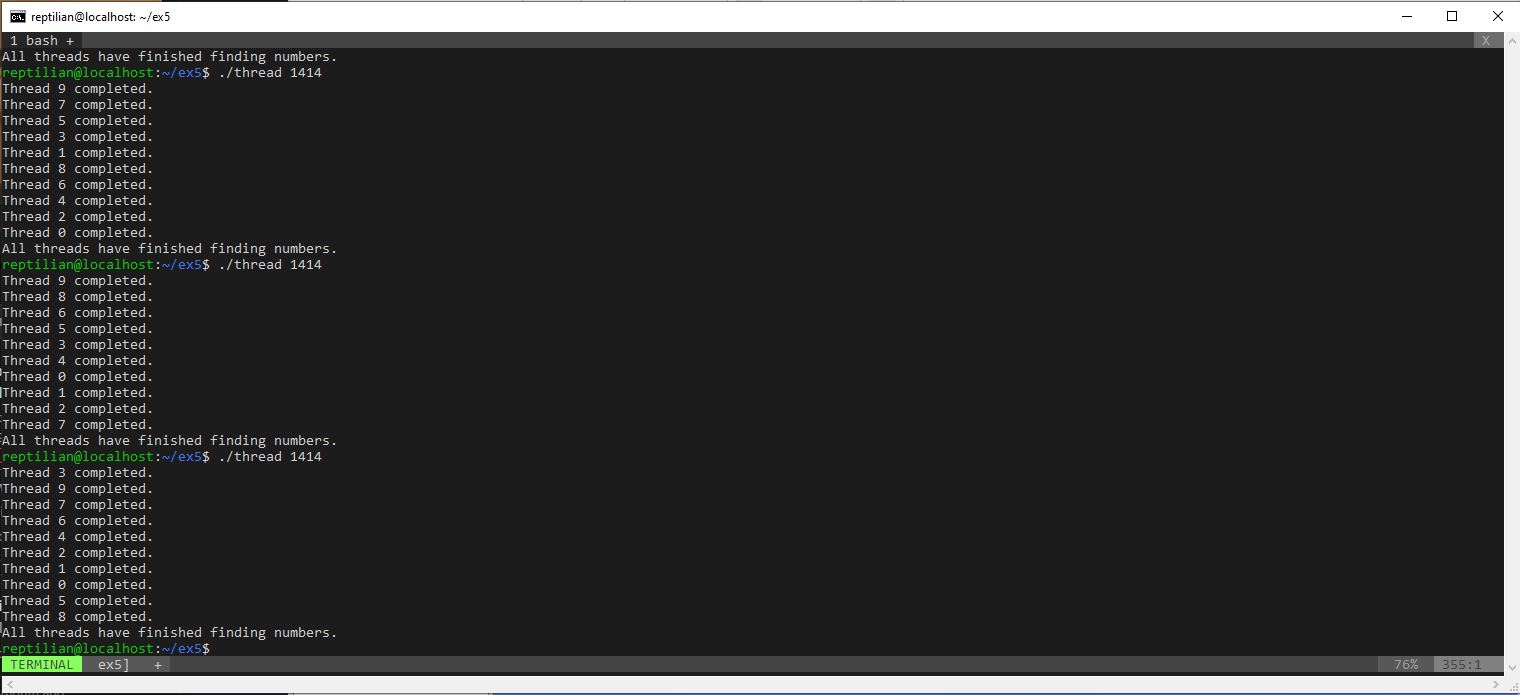 reptilian@localhost: ~/ex5
1 bash + X
All threads have finished finding numbers.
reptilian@localhost:~/ex5$ ./thread 1414
Thread 9 completed.
Thread 7 completed.
Thread 5 completed.
Thread 3 completed.
Thread 1 completed.
Thread 8 completed.
Thread 6 completed.
Thread 4 completed.
Thread 2 completed.
Thread 0 completed.
All threads have finished finding numbers.
reptilian@localhost:~/ex5$ ./thread 1414
Thread 9 completed.
Thread 8 completed.
Thread 6 completed.
Thread 5 completed.
Thread 3 completed.
Thread 4 completed.
Thread 0 completed.
Thread 1 completed.
Thread 2 completed.
Thread 7 completed.
All threads have finished finding numbers.
reptilian@localhost:~/ex5$ ./thread 1414
Thread 3 completed.
Thread 9 completed.
Thread 7 completed.
Thread 6 completed.
Thread 4 completed.
Thread 2 completed.
Thread 1 completed.
Thread 0 completed.
Thread 5 completed.
Thread 8 completed.
All threads have finished finding numbers.
reptilian@localhost:~/ex5$
TERMINAL ex5] + 76% 355:1